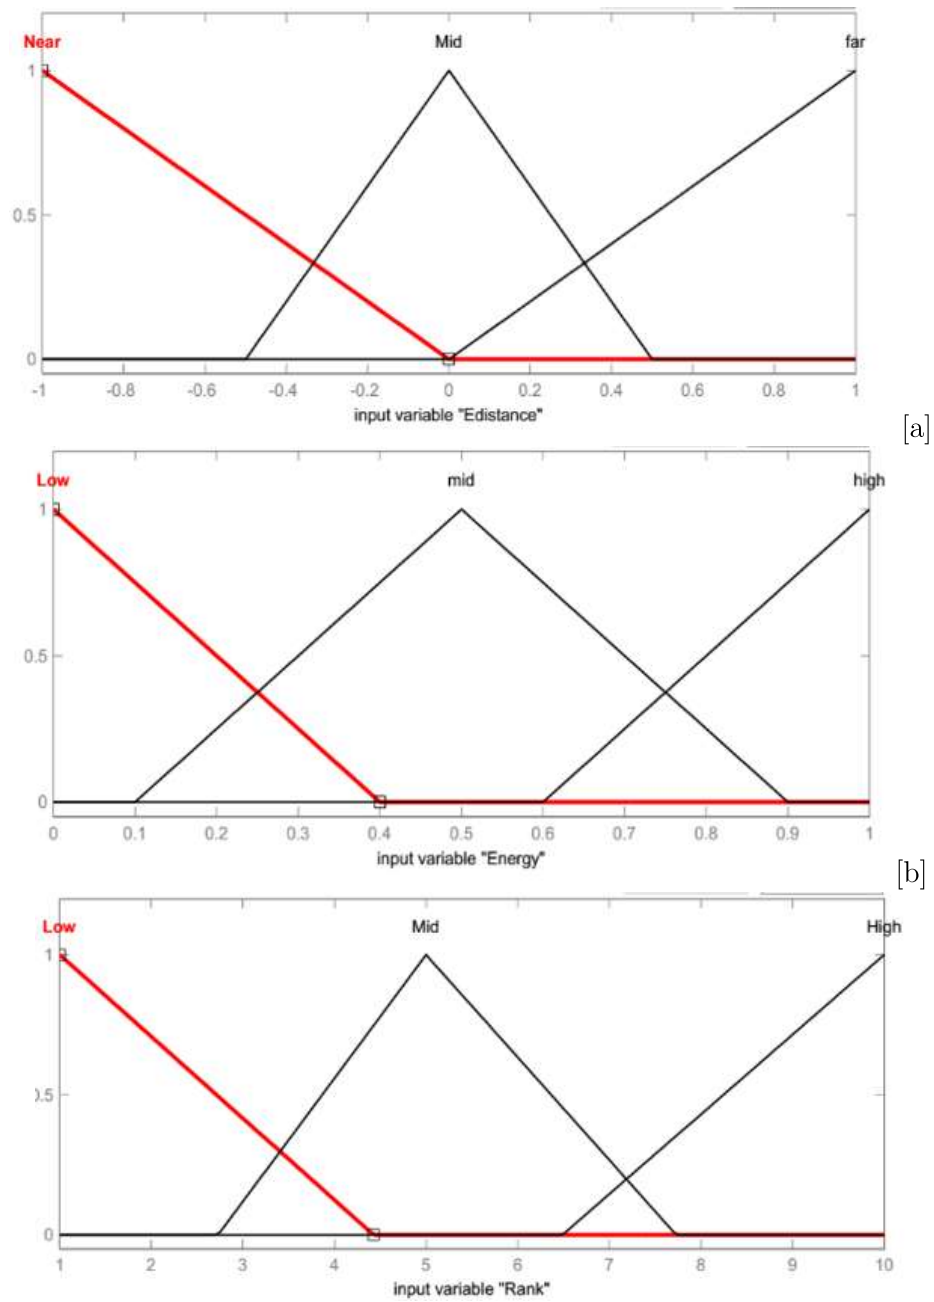 Near Mid far
1
0.5
0
-1 -0.8 -0.6 -0.4 -0.2 0 0.2 0.4 0.6 0.8 1
input variable "Edistance"
[a]
Low mid high
1
0.5
0
0 0.1 0.2 0.3 0.4 0.5 0.6 0.7 0.8 0.9 1
input variable "Energy"
[b]
Low Mid High
1
0.5
0
1 2 3 4 5 6 7 8 9 10
input variable "Rank"